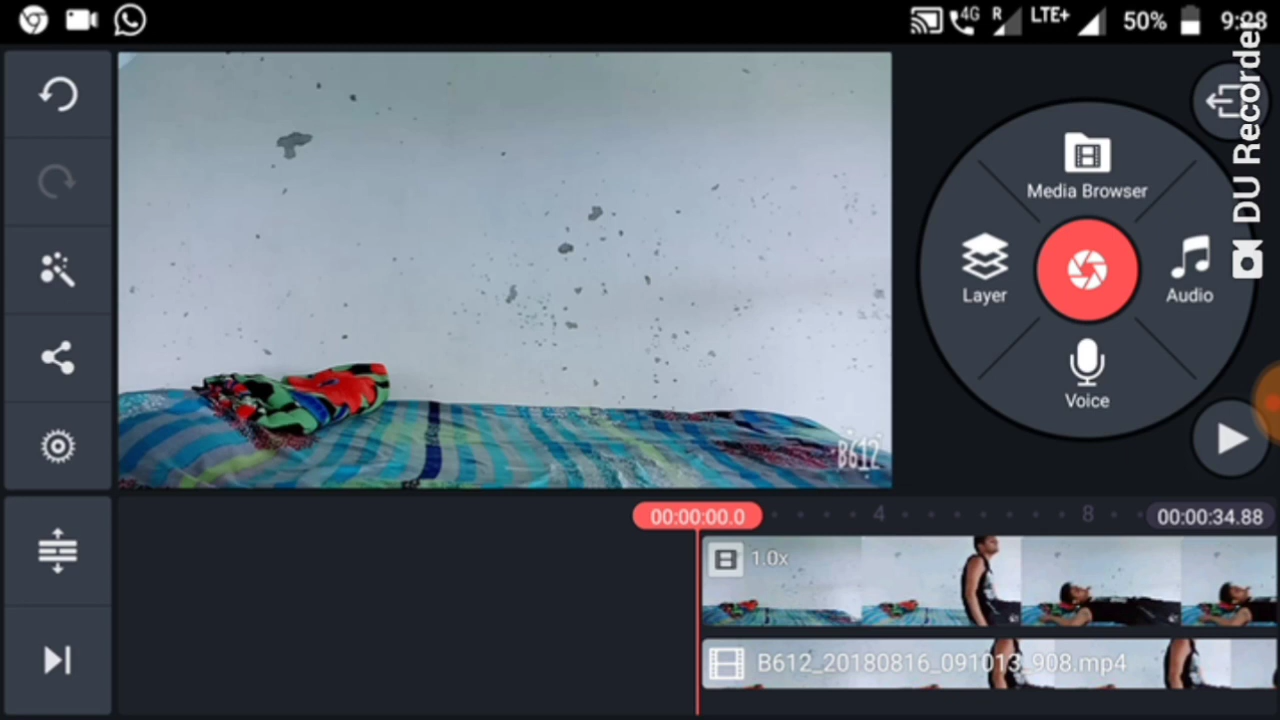 4G R LTE+ 50% 9:28
DU Recorder
Media Browser
Layer
Audio
Voice
B612
00:00:00.0
4
8
00:00:34.88
1.0x
B612_20180816_091013_908.mp4